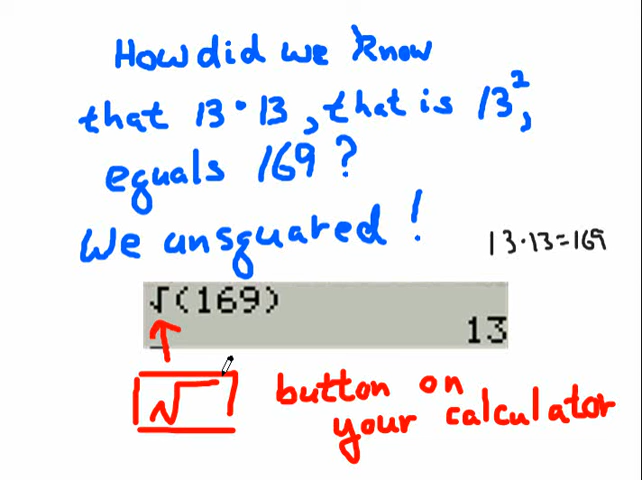 How did we know
that 13 • 13, that is 13²,
equals 169?
We unsquared!
13·13=169
√(169)
13
√
button on
your calculator